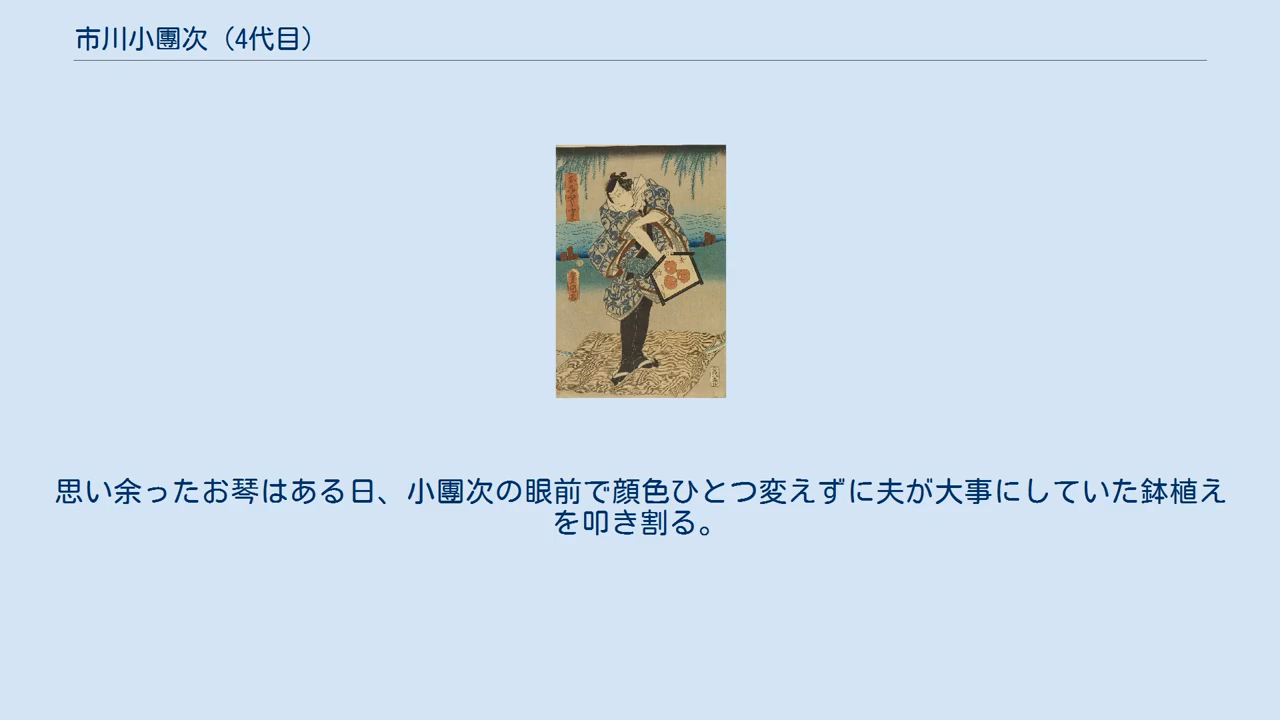 市川小團次（4代目）
思い余ったお琴はある日、小團次の眼前で顔色ひとつ変えずに夫が大事にしていた鉢植え
を叩き割る。